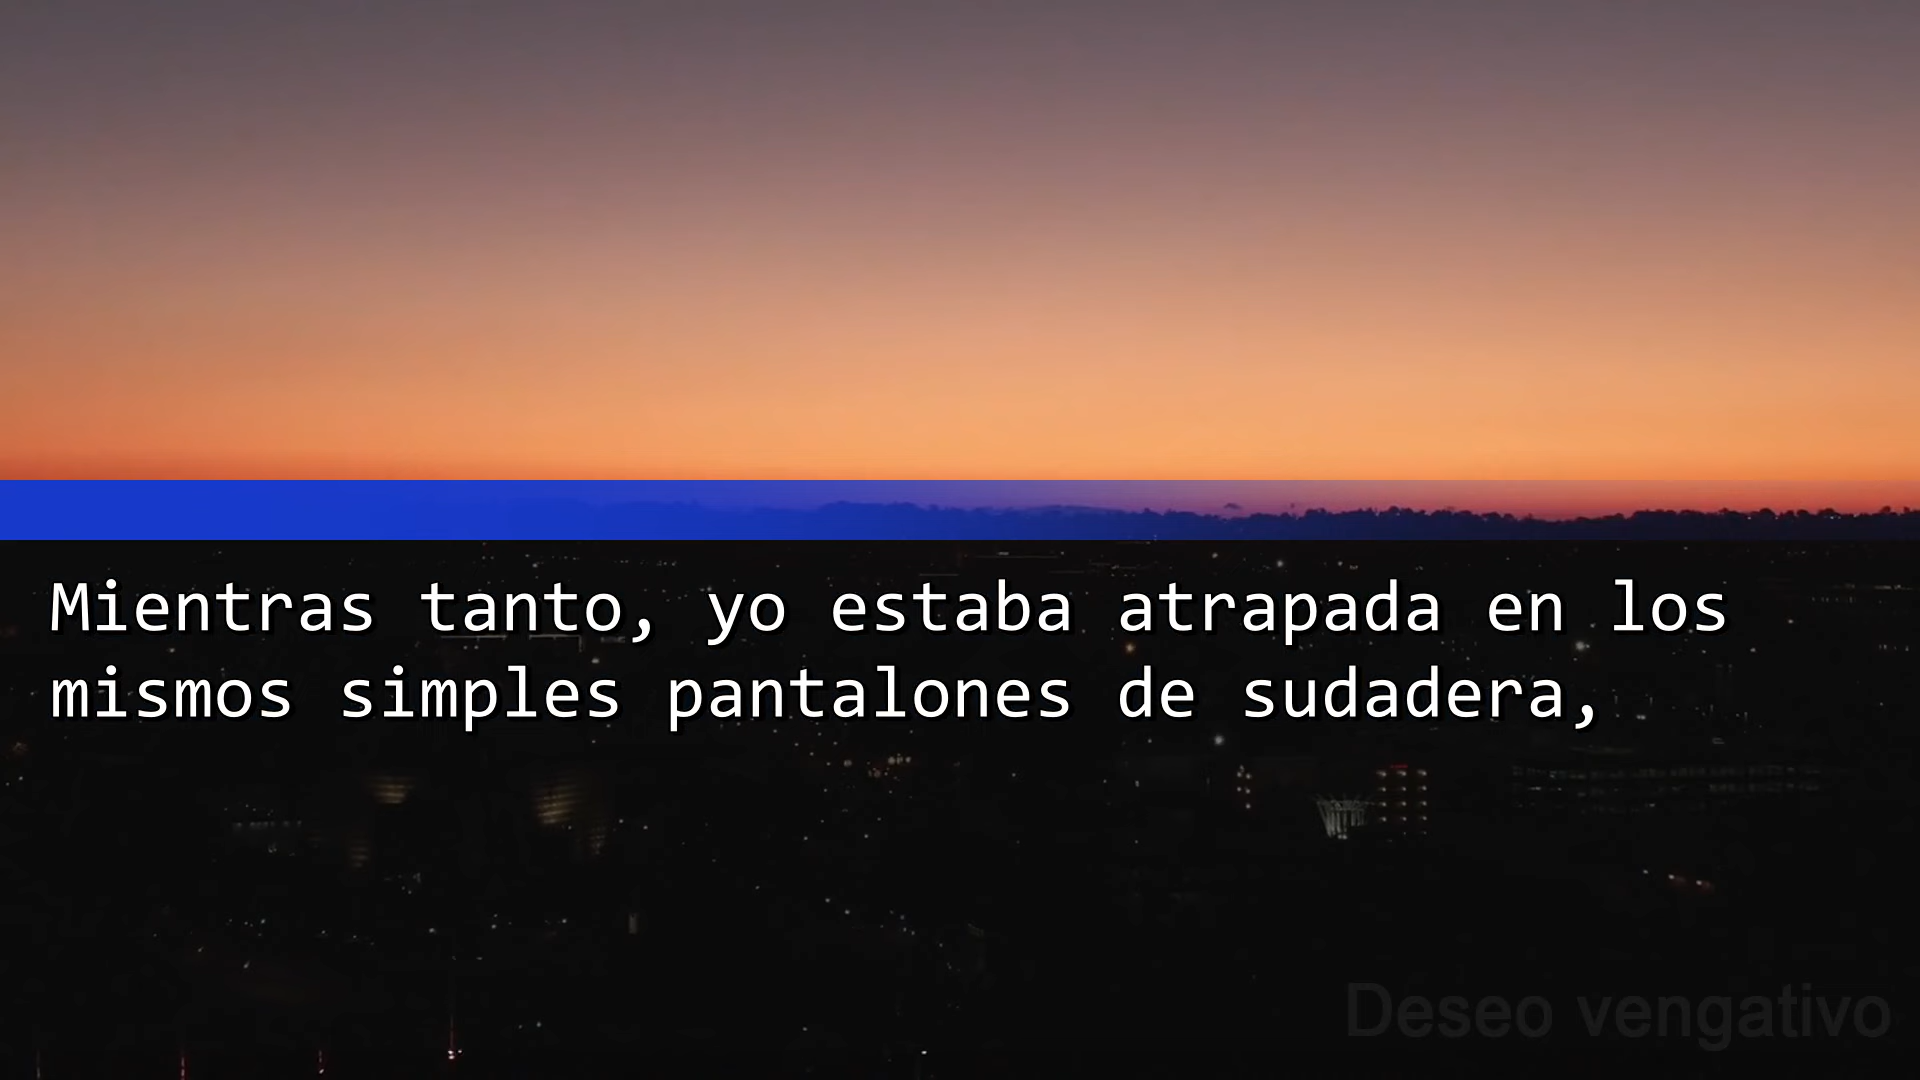 Mientras tanto, yo estaba atrapada en los
mismos simples pantalones de sudadera,
Deseo vengativo